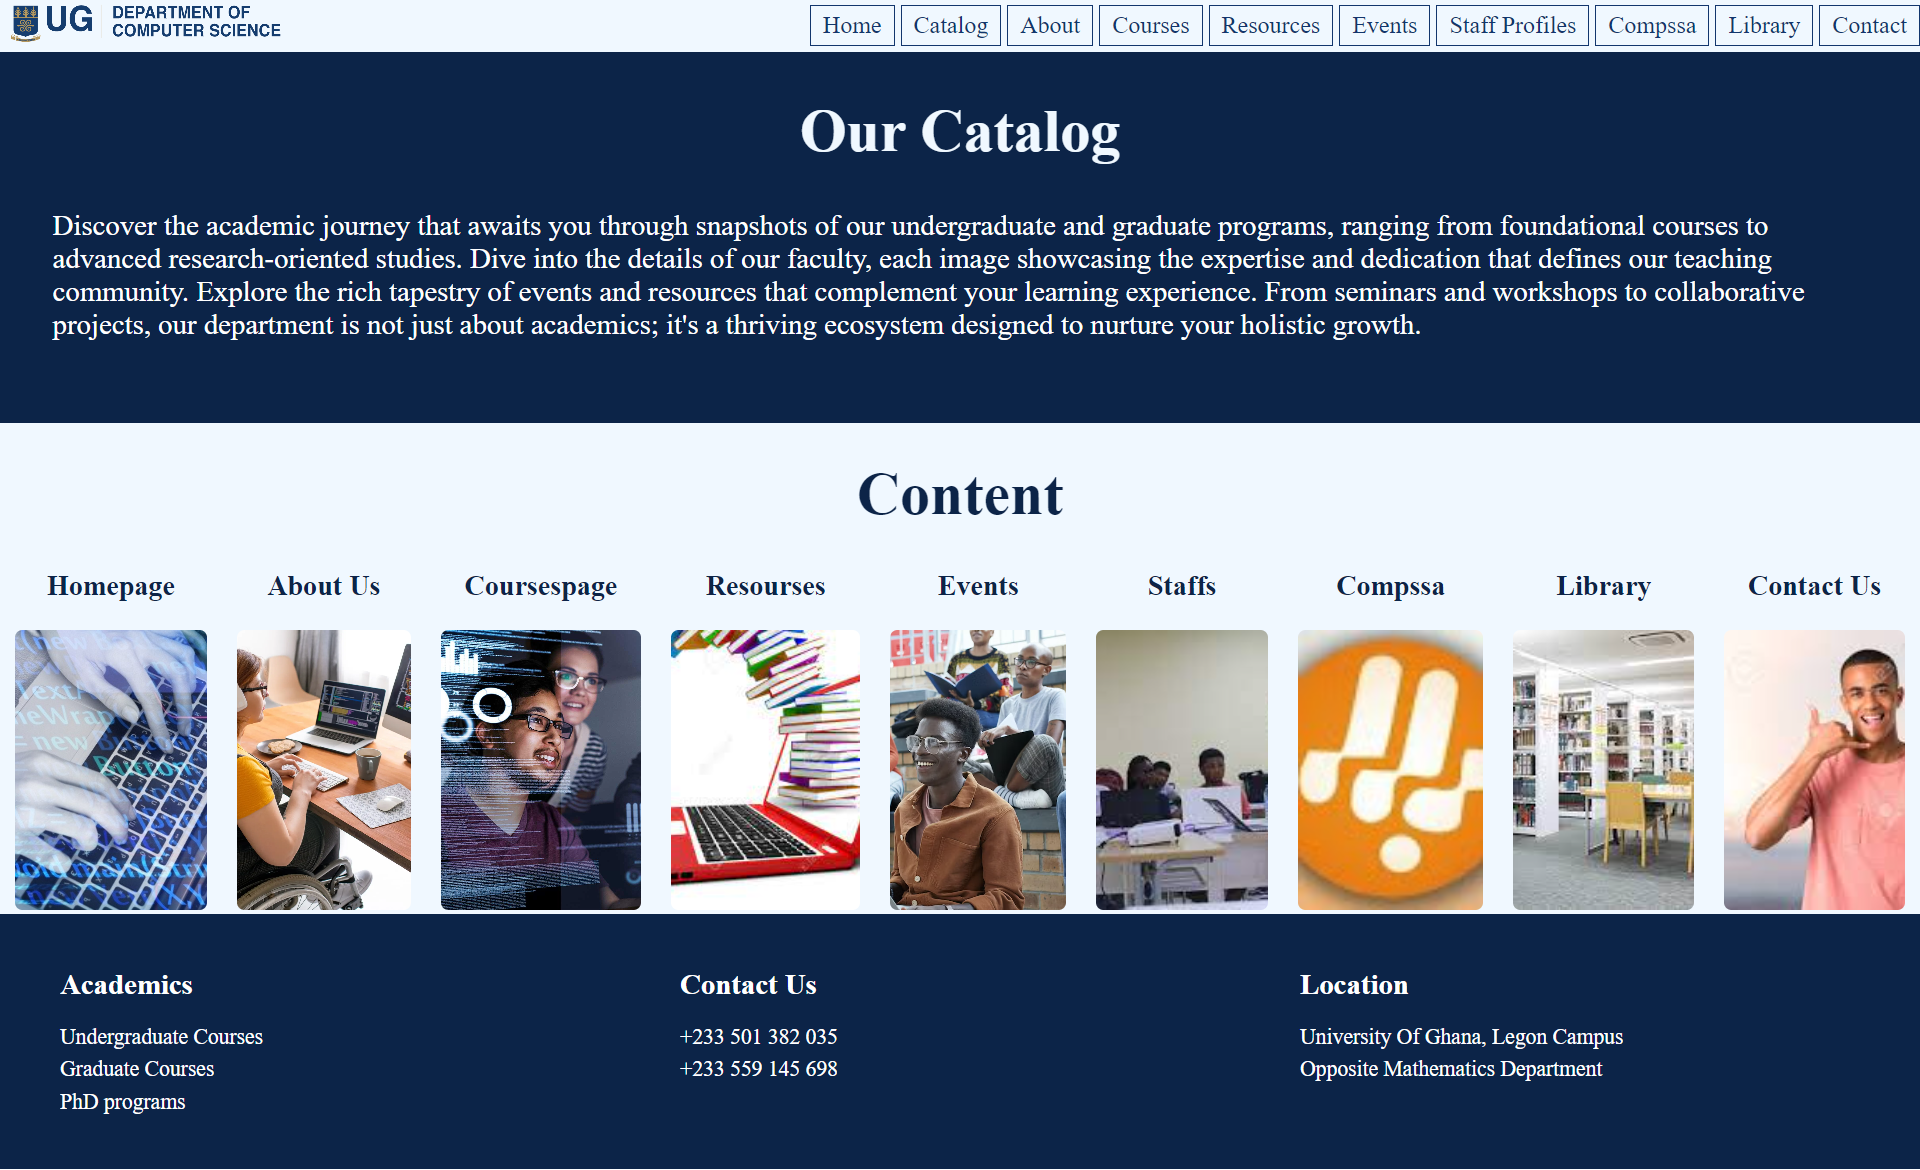 UG DEPARTMENT OF
COMPUTER SCIENCE
Home Catalog About Courses Resources Events Staff Profiles Compssa Library Contact
Our Catalog
Discover the academic journey that awaits you through snapshots of our undergraduate and graduate programs, ranging from foundational courses to
advanced research-oriented studies. Dive into the details of our faculty, each image showcasing the expertise and dedication that defines our teaching
community. Explore the rich tapestry of events and resources that complement your learning experience. From seminars and workshops to collaborative
projects, our department is not just about academics; it's a thriving ecosystem designed to nurture your holistic growth.
Content
Homepage About Us Coursespage Resourses Events Staffs Compssa Library Contact Us
Academics
Undergraduate Courses
Graduate Courses
PhD programs
Contact Us
+233 501 382 035
+233 559 145 698
Location
University Of Ghana, Legon Campus
Opposite Mathematics Department